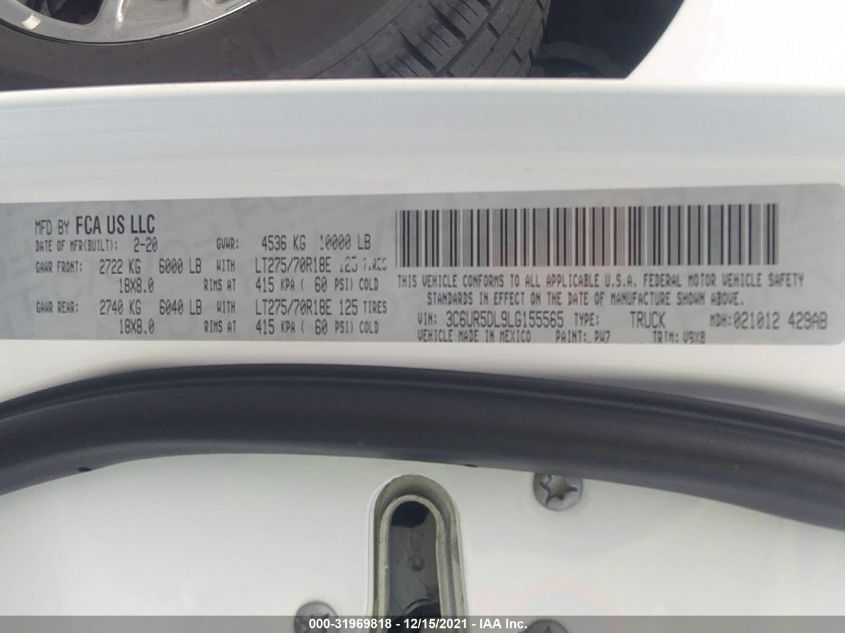 MFD BY FCA US LLC
DATE OF MFR(BUILT): 2-20 GVWR: 4536 KG 10000 LB
GAWR FRONT: 2722 KG 6000 LB WITH LT275/70R18E 125 TIRES
18X8.0 RIMS AT 415 KPA ( 60 PSI) COLD
GAWR REAR: 2740 KG 6040 LB WITH LT275/70R18E 125 TIRES
18X8.0 RIMS AT 415 KPA ( 60 PSI) COLD
THIS VEHICLE CONFORMS TO ALL APPLICABLE U.S.A. FEDERAL MOTOR VEHICLE SAFETY
STANDARDS IN EFFECT ON THE DATE OF MANUFACTURE SHOWN ABOVE.
VIN: 3C6UR5DL9LG155565 TYPE: TRUCK MDH:021012 429AB
VEHICLE MADE IN MEXICO PAINT: PW7 TRIM: V9X8
000-31969818 - 12/15/2021 - IAA Inc.